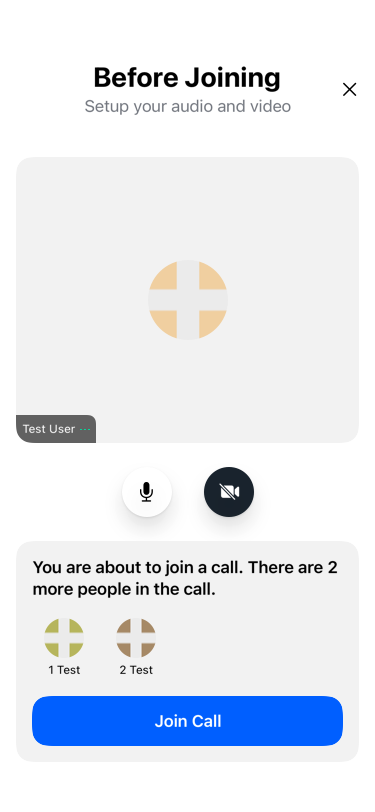 Before Joining
Setup your audio and video
Test User ...
You are about to join a call. There are 2
more people in the call.
1 Test
2 Test
Join Call